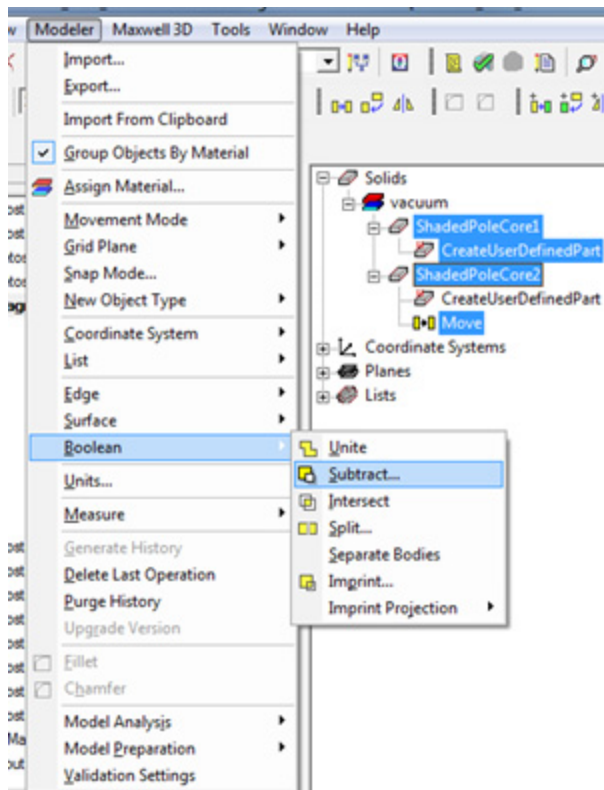 Modeler Maxwell 3D Tools Window Help
Import...
Export...
Import From Clipboard
Group Objects By Material
Assign Material...
Movement Mode
Grid Plane
Snap Mode...
New Object Type
Coordinate System
List
Edge
Surface
Boolean
Units...
Measure
Generate History
Delete Last Operation
Purge History
Upgrade Version
Fillet
Chamfer
Model Analysis
Model Preparation
Validation Settings
Solids
vacuum
ShadedPoleCore1
CreateUserDefinedPart
ShadedPoleCore2
CreateUserDefinedPart
Move
Coordinate Systems
Planes
Lists
Unite
Subtract...
Intersect
Split...
Separate Bodies
Imprint...
Imprint Projection